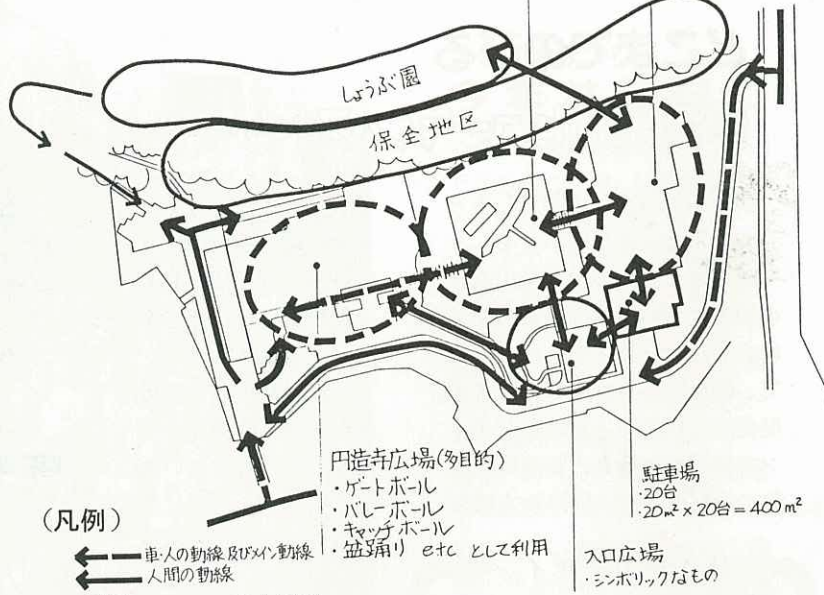 しょうぶ園
保全地区
円造寺広場(多目的)
・ゲートボール
・バレーボール
・キャッチボール
・盆踊り etc として利用
駐車場
・20台
・20m²×20台=400m²
入口広場
・シンボリックなもの
(凡例)
車・人の動線及びメイン動線
人間の動線